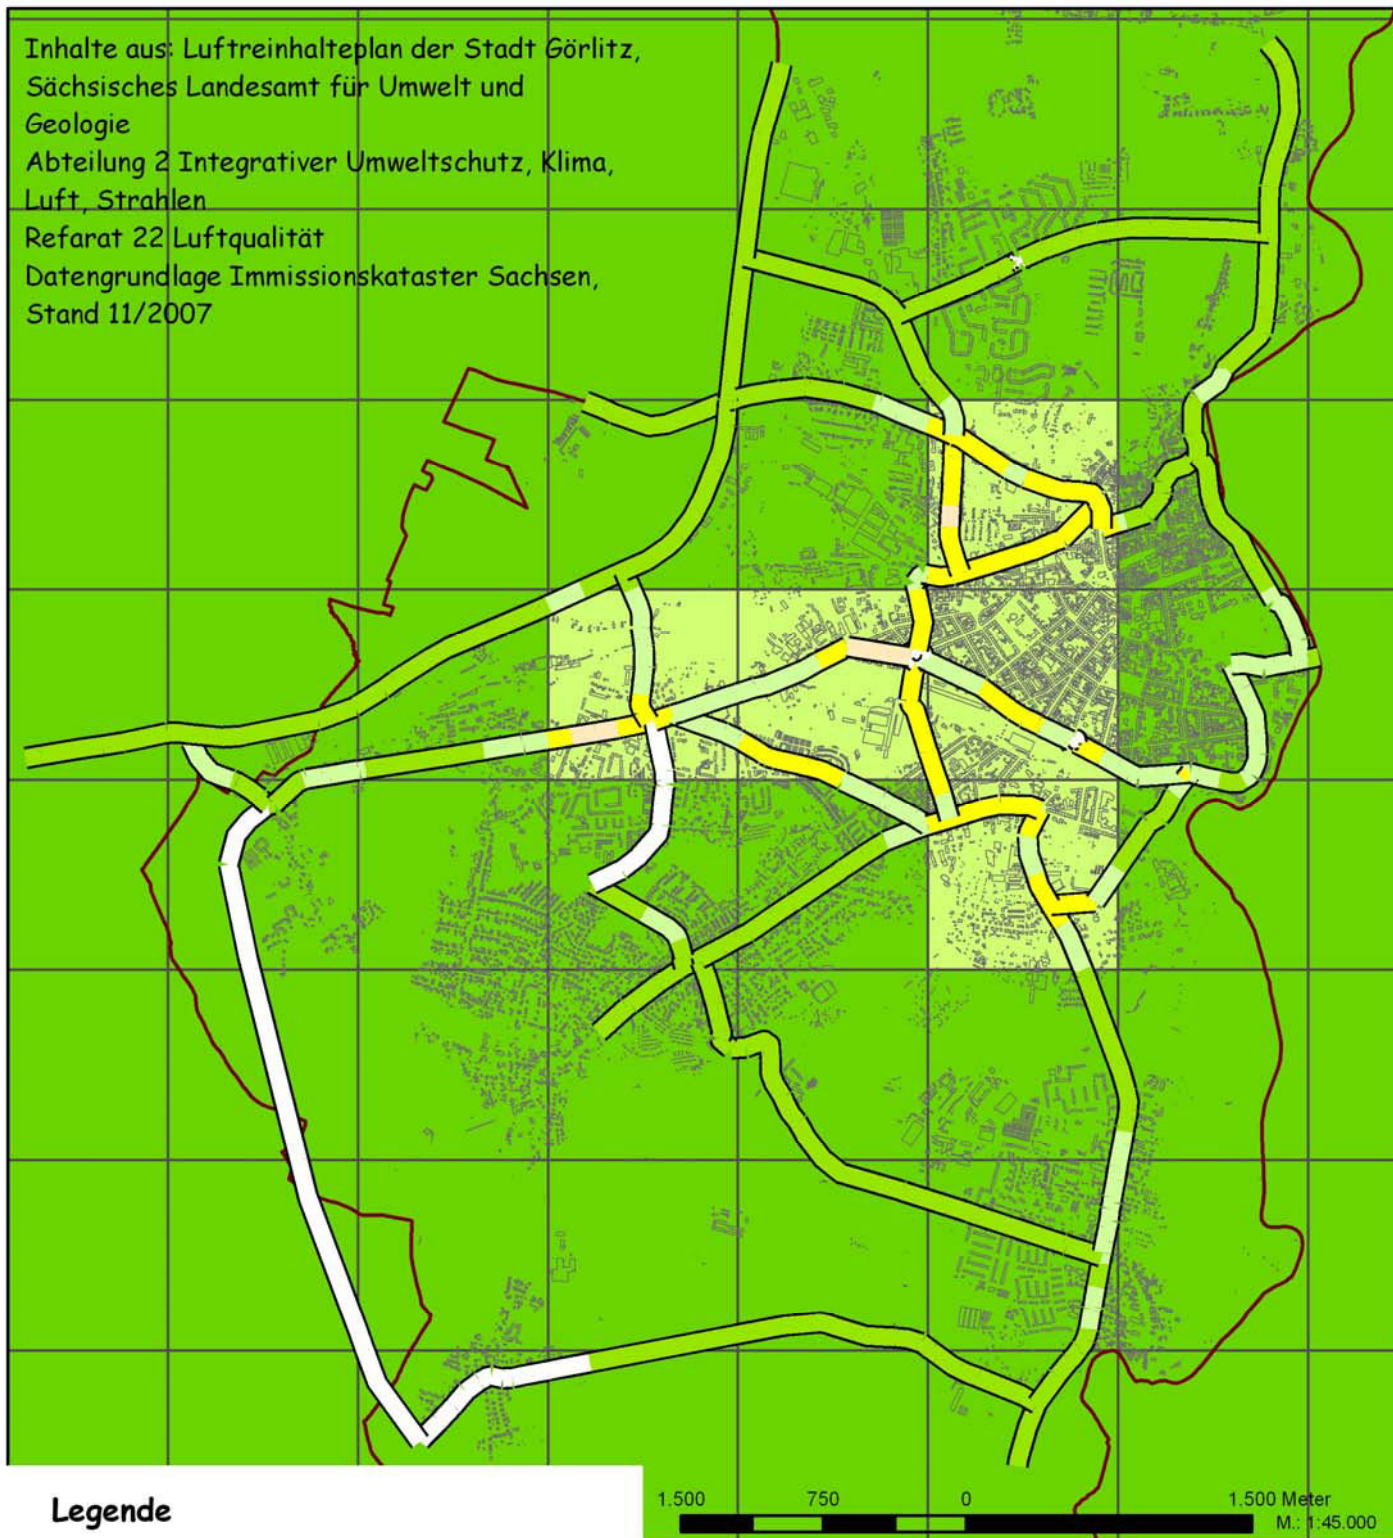 Inhalte aus: Luftreinhalteplan der Stadt Görlitz,
Sächsisches Landesamt für Umwelt und
Geologie
Abteilung 2 Integrativer Umweltschutz, Klima,
Luft, Strahlen
Refarat 22 Luftqualität
Datengrundlage Immissionskataster Sachsen,
Stand 11/2007
Legende
1.500 750 0 1.500 Meter
M.: 1:45.000